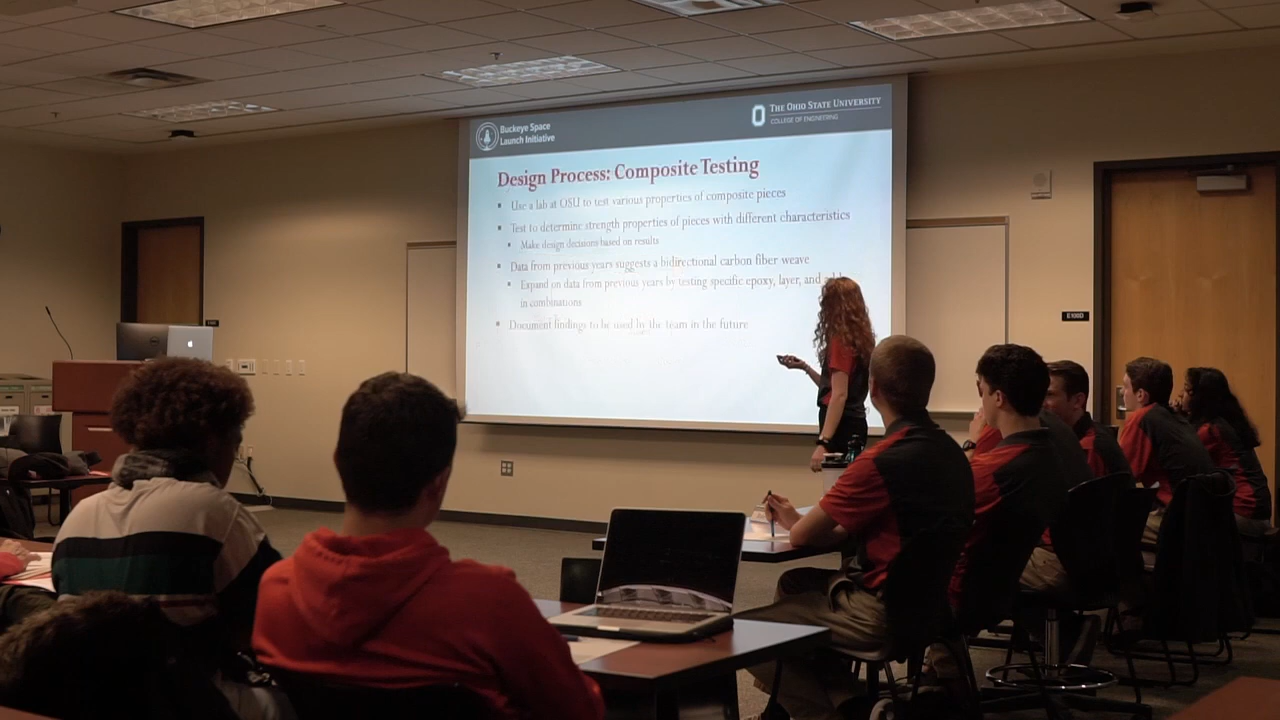 Buckeye Space
Launch Initiative
THE OHIO STATE UNIVERSITY
COLLEGE OF ENGINEERING
Design Process: Composite Testing
Use a lab at OSU to test various properties of composite pieces
Test to determine strength properties of pieces with different characteristics
Make design decisions based on results
Data from previous years suggests a bidirectional carbon fiber weave
Expand on data from previous years by testing specific epoxy, layer, and
in combinations
Document findings to be used by the team in the future